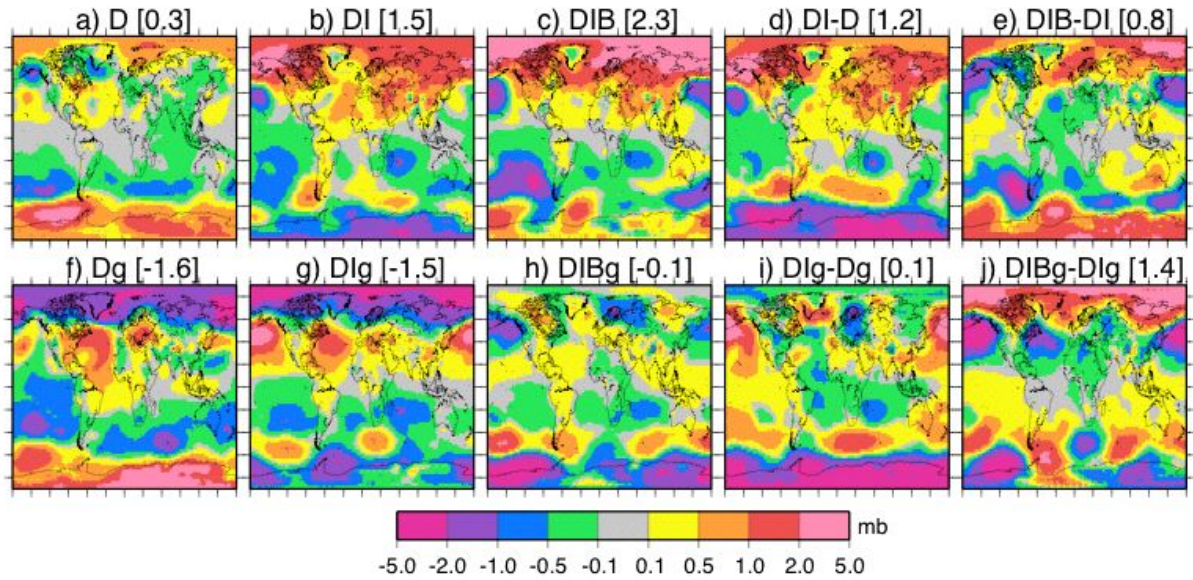 a) D [0.3] b) DI [1.5] c) DIB [2.3] d) DI-D [1.2] e) DIB-DI [0.8]
f) Dg [-1.6] g) DIg [-1.5] h) DIBg [-0.1] i) DIg-Dg [0.1] j) DIBg-DIg [1.4]
mb
-5.0 -2.0 -1.0 -0.5 -0.1 0.1 0.5 1.0 2.0 5.0